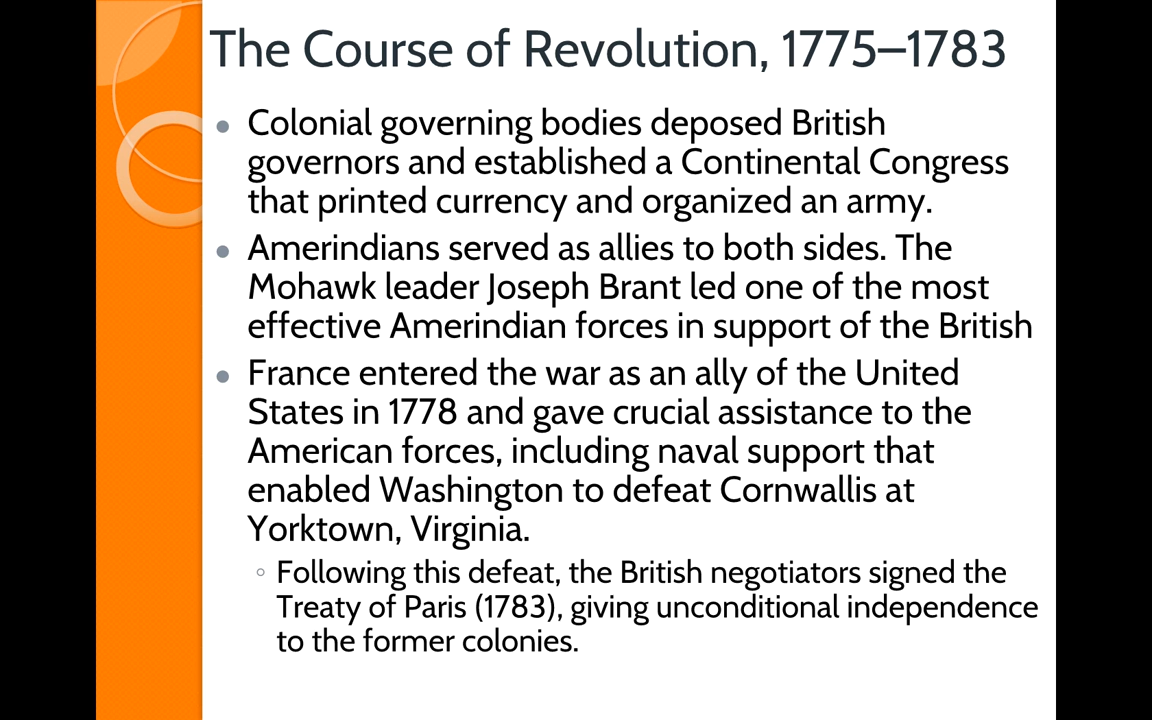 The Course of Revolution, 1775–1783
Colonial governing bodies deposed British
governors and established a Continental Congress
that printed currency and organized an army.
Amerindians served as allies to both sides. The
Mohawk leader Joseph Brant led one of the most
effective Amerindian forces in support of the British
France entered the war as an ally of the United
States in 1778 and gave crucial assistance to the
American forces, including naval support that
enabled Washington to defeat Cornwallis at
Yorktown, Virginia.
Following this defeat, the British negotiators signed the
Treaty of Paris (1783), giving unconditional independence
to the former colonies.